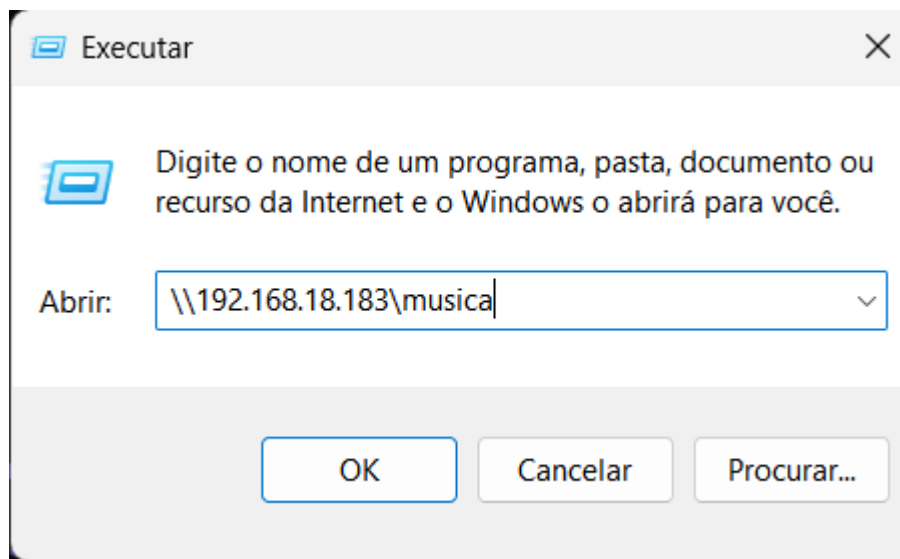 Executar
Digite o nome de um programa, pasta, documento ou
recurso da Internet e o Windows o abrirá para você.
Abrir: \\192.168.18.183\musica
OK Cancelar Procurar...